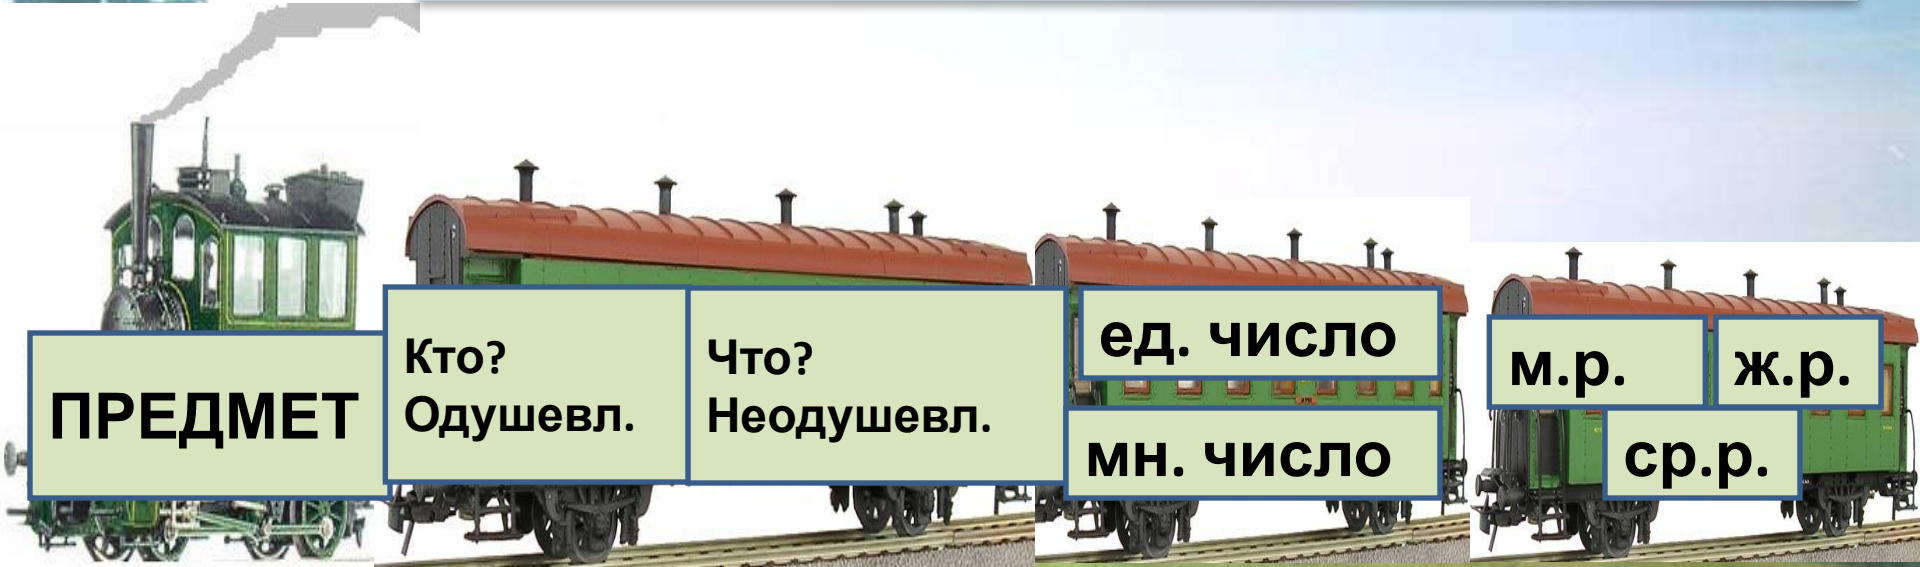 ПРЕДМЕТ
Кто?
Одушевл.
Что?
Неодушевл.
ед. число
мн. число
м.р.
ж.р.
ср.р.